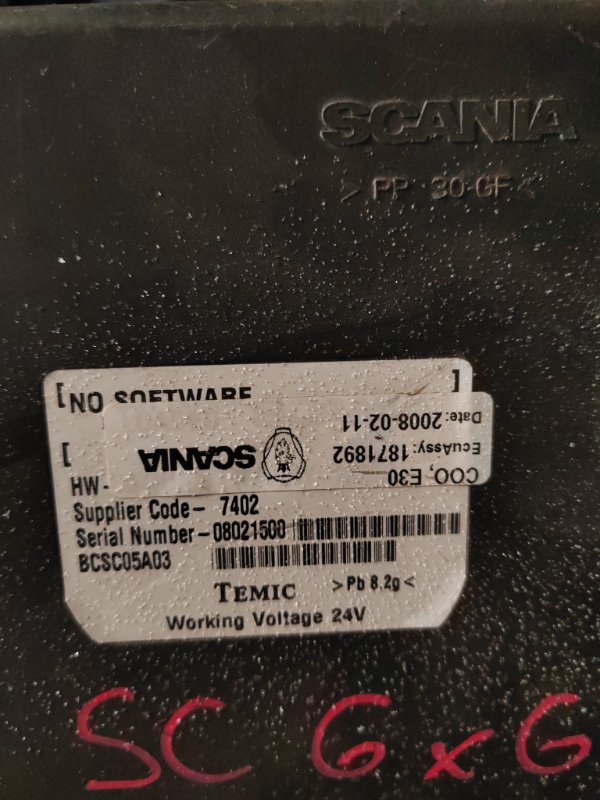 SCANIA
> PP 30 GF <
[NO SOFTWARE ]
[
SCANIA
COO, E30
EcuAssy: 1871892
Date: 2008-02-11
HW-
Supplier Code- 7402
Serial Number-08021500
BCSC05A03
TEMIC >Pb 8.2g<
Working Voltage 24V
SC GxG